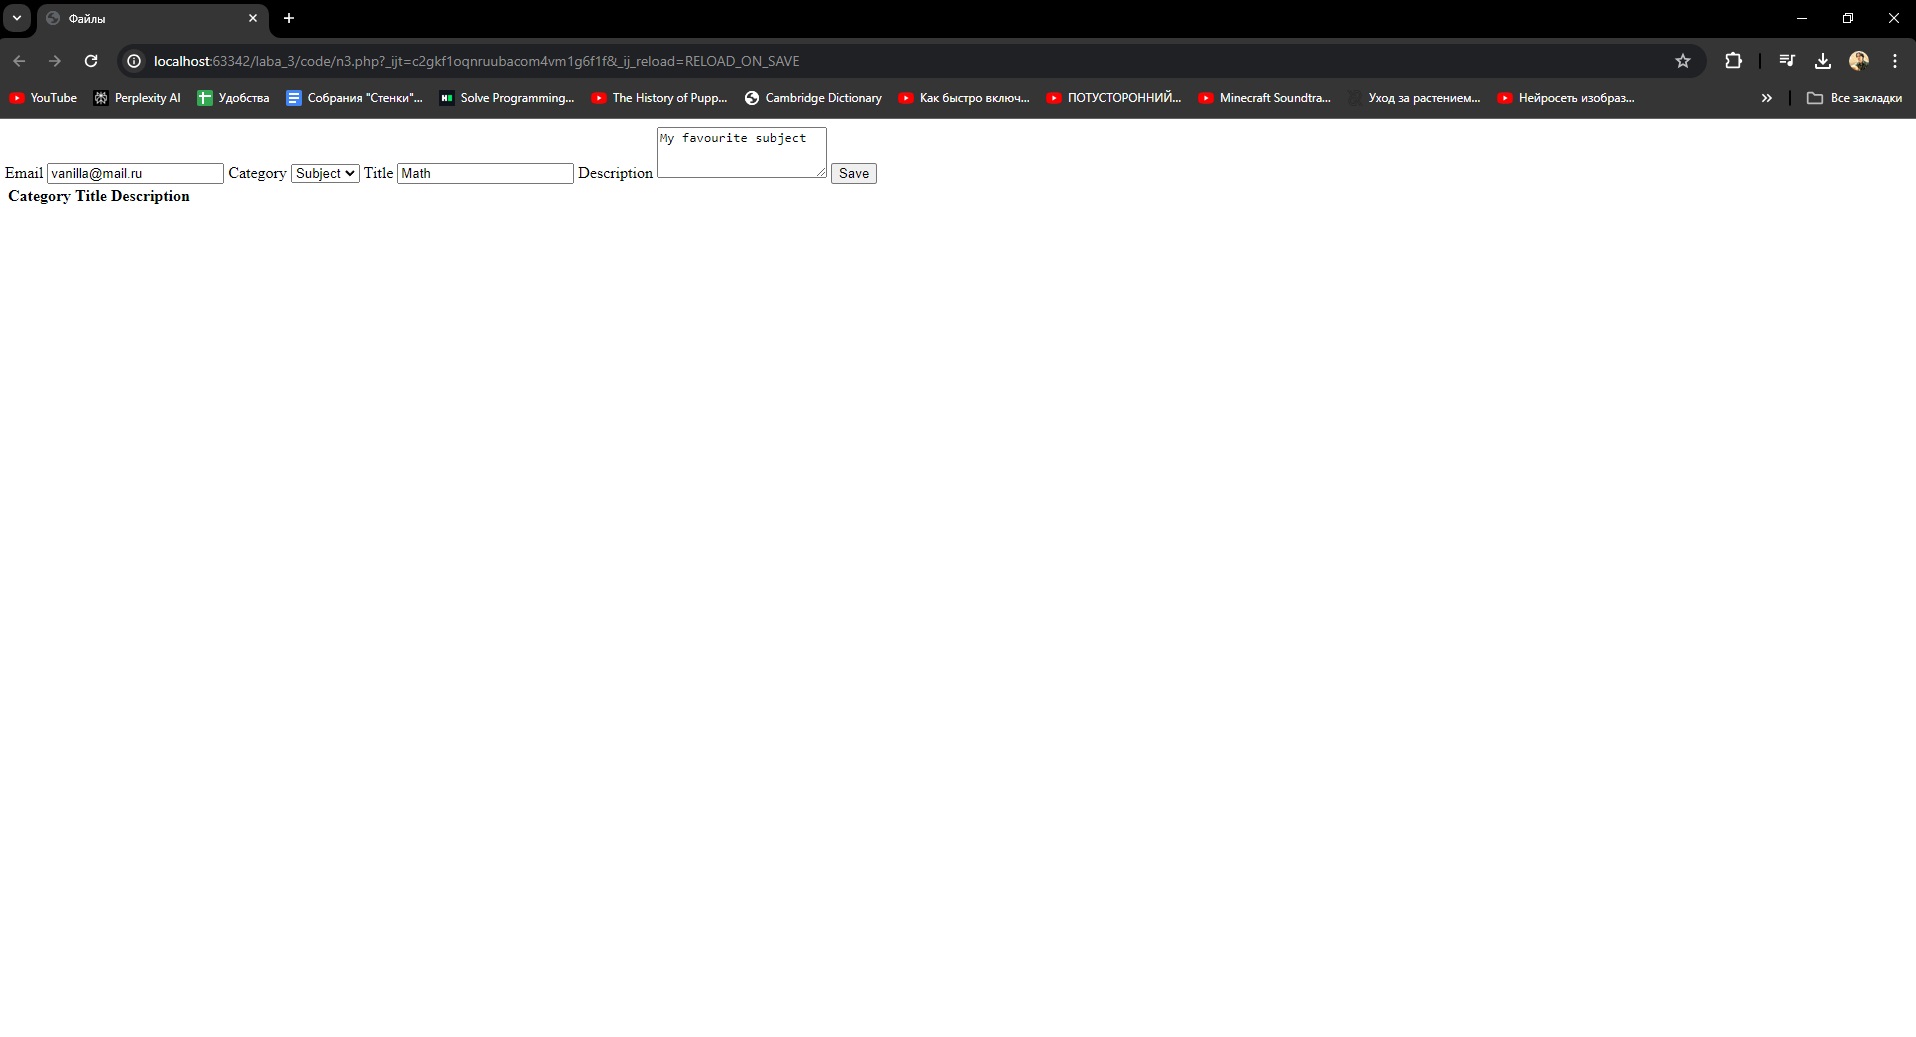 Файлы
localhost:63342/laba_3/code/n3.php?_ijt=c2gkf1oqnruubacom4vm1g6f1f&_ij_reload=RELOAD_ON_SAVE
YouTube Perplexity AI Удобства Собрания "Стенки"... Solve Programming... The History of Pupp... Cambridge Dictionary Как быстро включ... ПОТУСТОРОННИЙ... Minecraft Soundtra... Уход за растением... Нейросеть изобраз... Все закладки
My favourite subject
Email vanilla@mail.ru Category Subject Title Math Description Save
Category Title Description